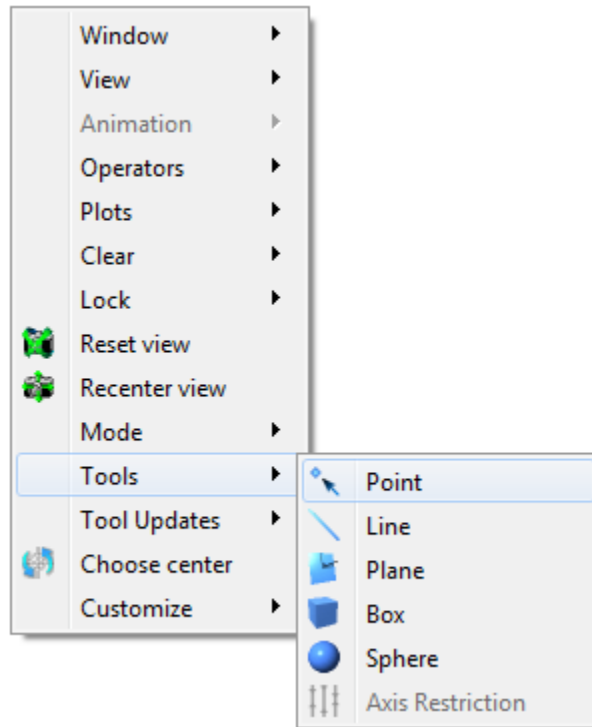 Window
View
Animation
Operators
Plots
Clear
Lock
Reset view
Recenter view
Mode
Tools
Tool Updates
Choose center
Customize
Point
Line
Plane
Box
Sphere
Axis Restriction